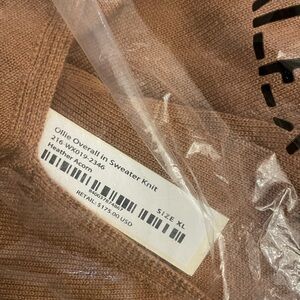 Ollie Overall in Sweater Knit
216-WX019-2346
Heather Acorn
SIZE XL
RETAIL: $175.00 USD